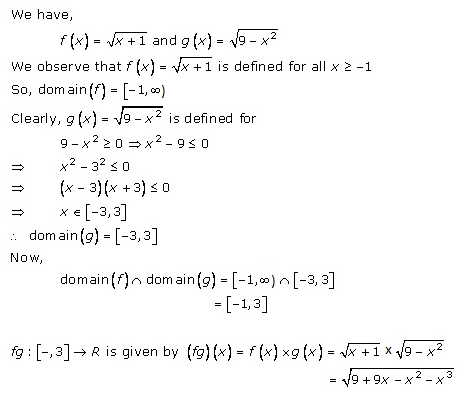 We have,
f(x) = √(x+1) and g(x) = √(9−x²)
We observe that f(x) = √(x+1) is defined for all x ≥ −1
So, domain(f) = [−1,∞)
Clearly, g(x) = √(9−x²) is defined for
9−x² ≥ 0 ⇒ x²−9 ≤ 0
⇒ x²−3² ≤ 0
⇒ (x−3)(x+3) ≤ 0
⇒ x ∈ [−3,3]
∴ domain(g) = [−3,3]
Now,
domain(f) ∩ domain(g) = [−1,∞) ∩ [−3,3]
= [−1,3]
fg : [−,3] → R is given by (fg)(x) = f(x)×g(x) = √(x+1) × √(9−x²)
= √(9+9x−x²−x³)